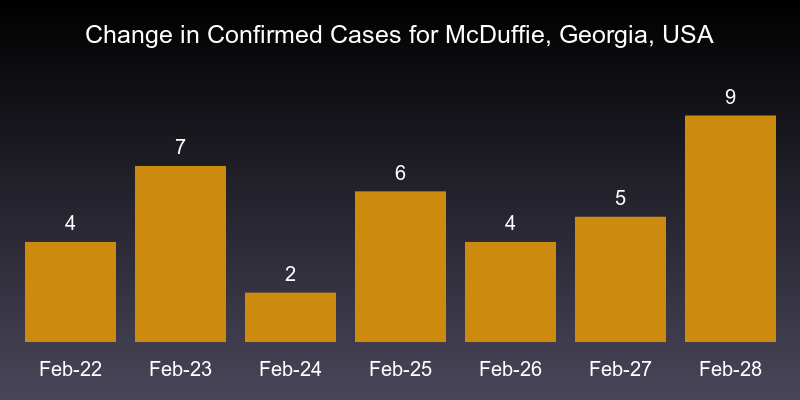 Change in Confirmed Cases for McDuffie, Georgia, USA
4
7
2
6
4
5
9
Feb-22
Feb-23
Feb-24
Feb-25
Feb-26
Feb-27
Feb-28